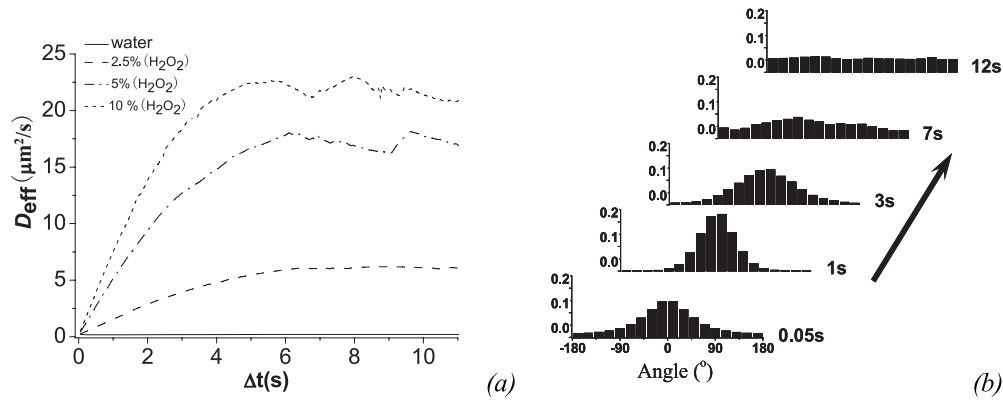 water
2.5%(H2O2)
5%(H2O2)
10 %(H2O2)
25
20
15
10
5
0
Deff(μm²/s)
0 2 4 6 8 10
Δt(s)
(a)
0.2
0.1
0.0
12s
0.2
0.1
0.0
7s
0.2
0.1
0.0
3s
0.2
0.1
0.0
1s
0.2
0.1
0.0
0.05s
-180 -90 0 90 180
Angle (°)
(b)